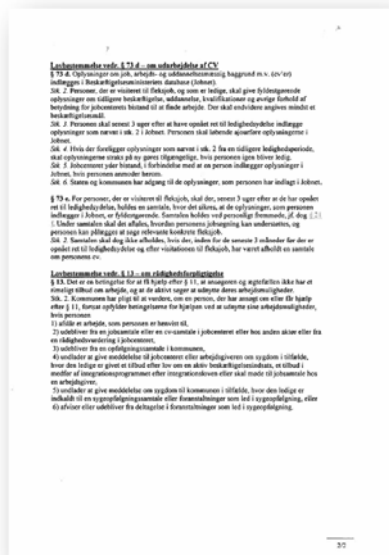 Lovbestemmelse vedr. § 73 d – om udarbejdelse af CV
§ 73 d. Oplysninger om job, arbejds- og uddannelsesmæssig baggrund m.v. (cv'er)
indlægges i Beskæftigelsesministeriets database (Jobnet).
Stk. 2. Personer, der er visiteret til fleksjob, og som er ledige, skal give fyldestgørende
oplysninger om tidligere beskæftigelse, uddannelse, kvalifikationer og øvrige forhold af
betydning for jobcenterets bistand til at finde arbejde. Der skal endvidere angives mindst et
beskæftigelsesmål.
Stk. 3. Personen skal senest 3 uger efter at have opnået ret til ledighedsydelse indlægge
oplysninger som nævnt i stk. 2 i Jobnet. Personen skal løbende ajourføre oplysningerne i
Jobnet.
Stk. 4. Hvis der foreligger oplysninger som nævnt i stk. 2 fra en tidligere ledighedsperiode,
skal oplysningerne straks på ny gøres tilgængelige, hvis personen igen bliver ledig.
Stk. 5. Jobcenteret yder bistand, i forbindelse med at en person indlægger oplysninger i
Jobnet, hvis personen anmoder herom.
Stk. 6. Staten og kommunen har adgang til de oplysninger, som personen har indlagt i Jobnet.
§ 73 e. For personer, der er visiteret til fleksjob, skal der, senest 3 uger efter at de har opnået
ret til ledighedsydelse, holdes en samtale, hvor det sikres, at de oplysninger, som personen
indlægger i Jobnet, er fyldestgørende. Samtalen holdes ved personligt fremmøde, jf. dog
Under samtalen skal det aftales, hvordan personens jobsøgning kan understøttes, og
personen kan pålægges at søge relevante konkrete fleksjob.
Stk. 2. Samtalen skal dog ikke afholdes, hvis der, inden for de seneste 3 måneder før der er
opnået ret til ledighedsydelse og efter visitationen til fleksjob, har været afholdt en samtale
om personens cv.
Lovbestemmelse vedr. § 13 – om rådighedsforpligtigelse
§ 13. Det er en betingelse for at få hjælp efter § 11, at ansøgeren og ægtefællen ikke har et
rimeligt tilbud om arbejde, og at de aktivt søger at udnytte deres arbejdsmuligheder.
Stk. 2. Kommunen har pligt til at vurdere, om en person, der har ansøgt om eller får hjælp
efter § 11, fortsat opfylder betingelserne for hjælpen ved at udnytte sine arbejdsmuligheder,
hvis personen
1) afslår et arbejde, som personen er henvist til,
2) udebliver fra en jobsamtale eller en cv-samtale i jobcenteret eller hos anden aktør eller fra
en rådighedsvurdering i jobcenteret,
3) udebliver fra en opfølgningssamtale i kommunen,
4) undlader at give meddelelse til jobcenteret eller arbejdsgiveren om sygdom i tilfælde,
hvor den ledige er givet et tilbud efter lov om en aktiv beskæftigelsesindsats, et tilbud i
medfør af integrationsprogrammet efter integrationsloven eller skal møde til jobsamtale hos
en arbejdsgiver,
5) undlader at give meddelelse om sygdom til kommunen i tilfælde, hvor den ledige er
indkaldt til en sygeopfølgningssamtale eller foranstaltninger som led i sygeopfølgning, eller
6) afviser eller udebliver fra deltagelse i foranstaltninger som led i sygeopfølgning.